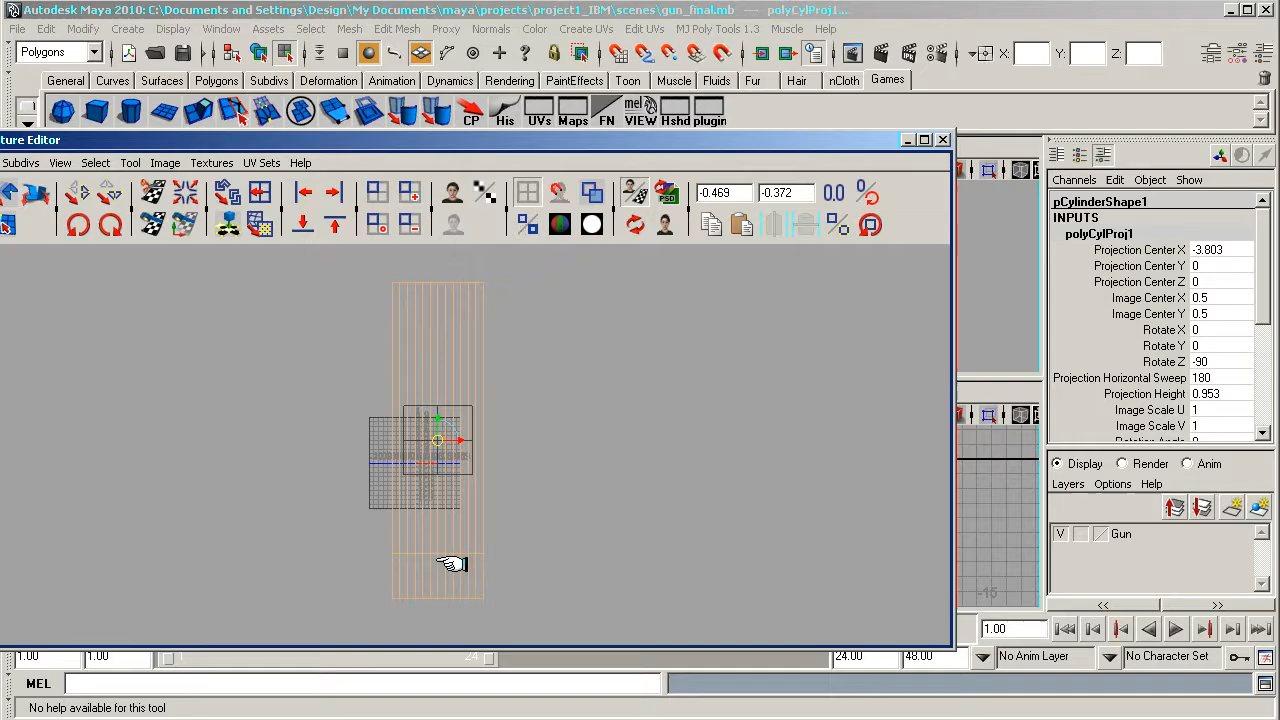 Autodesk Maya 2010: C:\Documents and Settings\Design\My Documents\maya\projects\project1_IBM\scenes\gun_final.mb --- polyCylProj1...
File Edit Modify Create Display Window Assets Select Mesh Edit Mesh Proxy Normals Color Create UVs Edit UVs MJ Poly Tools 1.3 Muscle Help
Polygons X: Y: Z:
General Curves Surfaces Polygons Subdivs Deformation Animation Dynamics Rendering PaintEffects Toon Muscle Fluids Fur Hair nCloth Games
mel
CP His UVs Maps FN VIEW Hshd plugin
ture Editor
Subdivs View Select Tool Image Textures UV Sets Help
-0.469 -0.372 0.0
PSD
Channels Edit Object Show
pCylinderShape1
INPUTS
polyCylProj1
Projection Center X -3.803
Projection Center Y 0
Projection Center Z 0
Image Center X 0.5
Image Center Y 0.5
Rotate X 0
Rotate Y 0
Rotate Z -90
Projection Horizontal Sweep 180
Projection Height 0.953
Image Scale U 1
Image Scale V 1
Display Render Anim
Layers Options Help
V Gun
-15
<< >>
1.00
1.00 1.00 24 24.00 48.00 No Anim Layer No Character Set
MEL
No help available for this tool